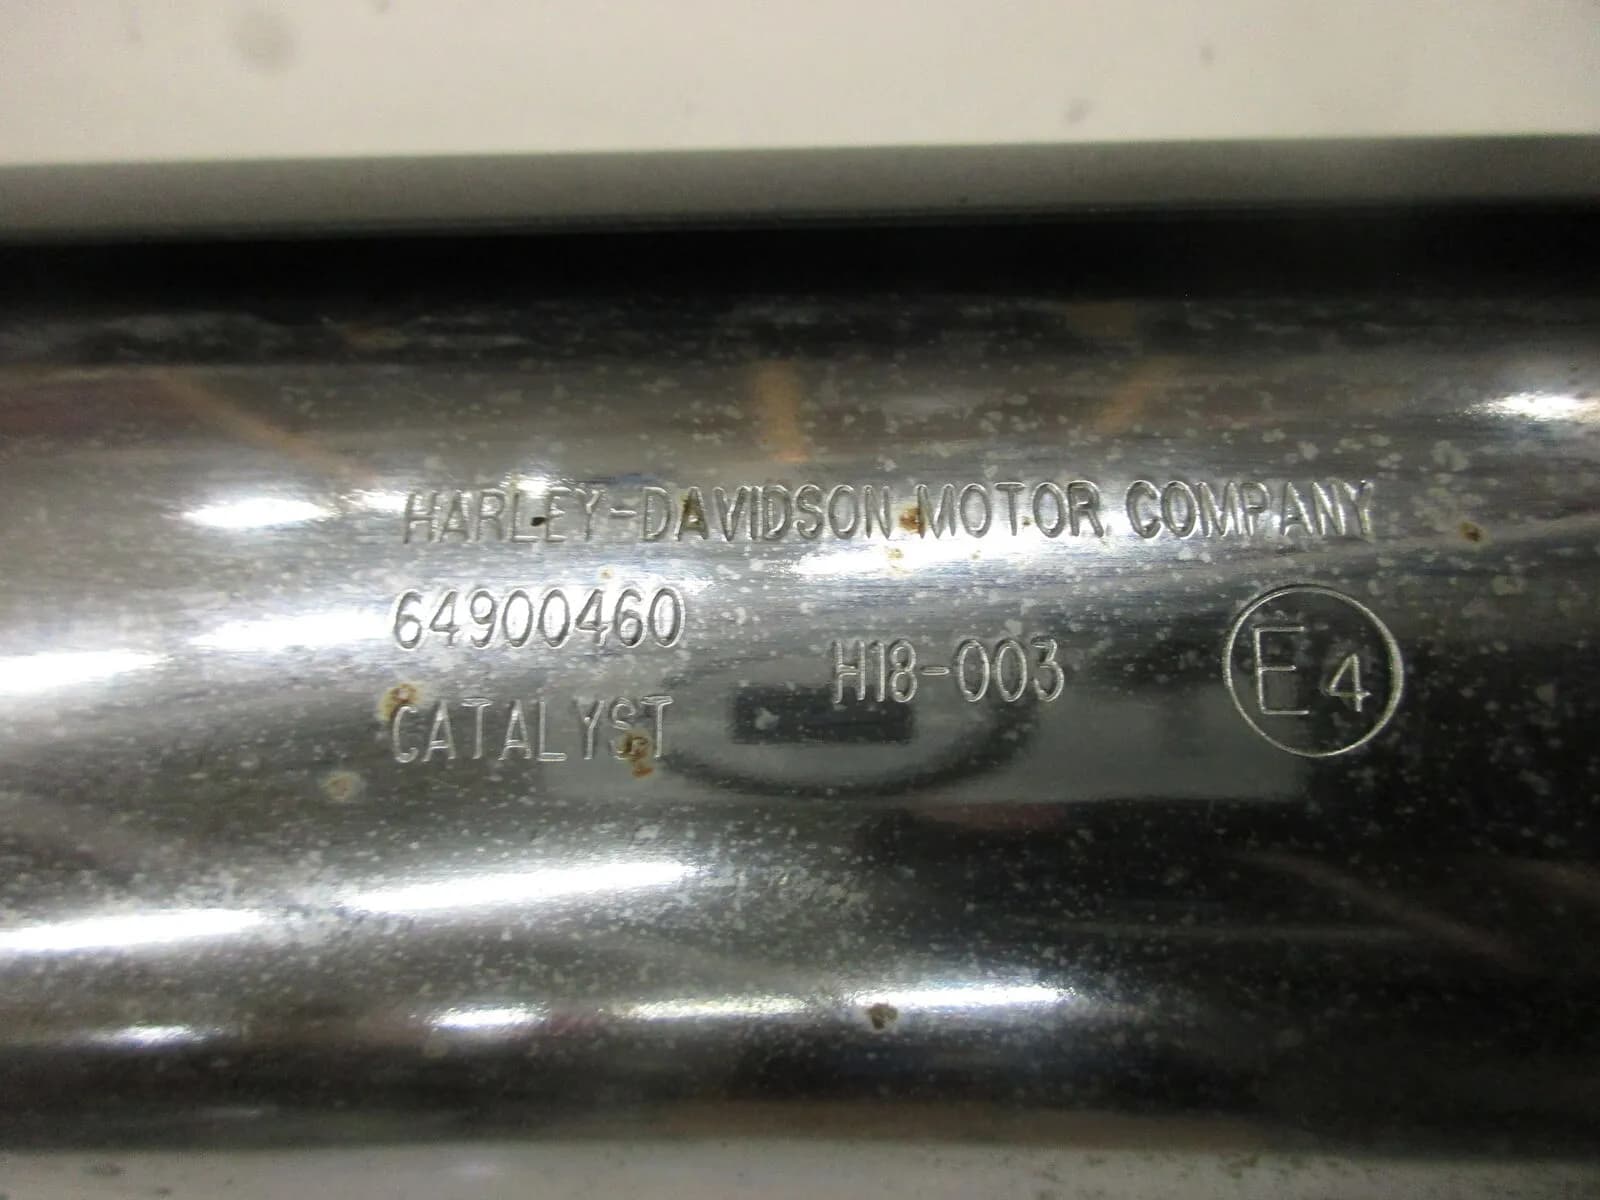 HARLEY-DAVIDSON MOTOR COMPANY
64900460
H18-003
E4
CATALYST